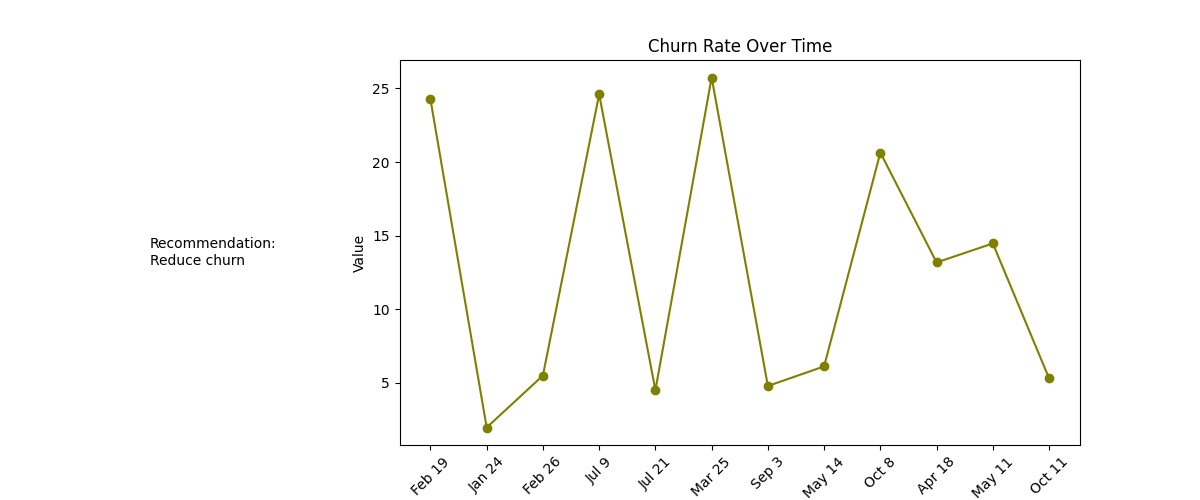 Churn Rate Over Time
Recommendation:
Reduce churn
Value
25
20
15
10
5
Feb 19
Jan 24
Feb 26
Jul 9
Jul 21
Mar 25
Sep 3
May 14
Oct 8
Apr 18
May 11
Oct 11